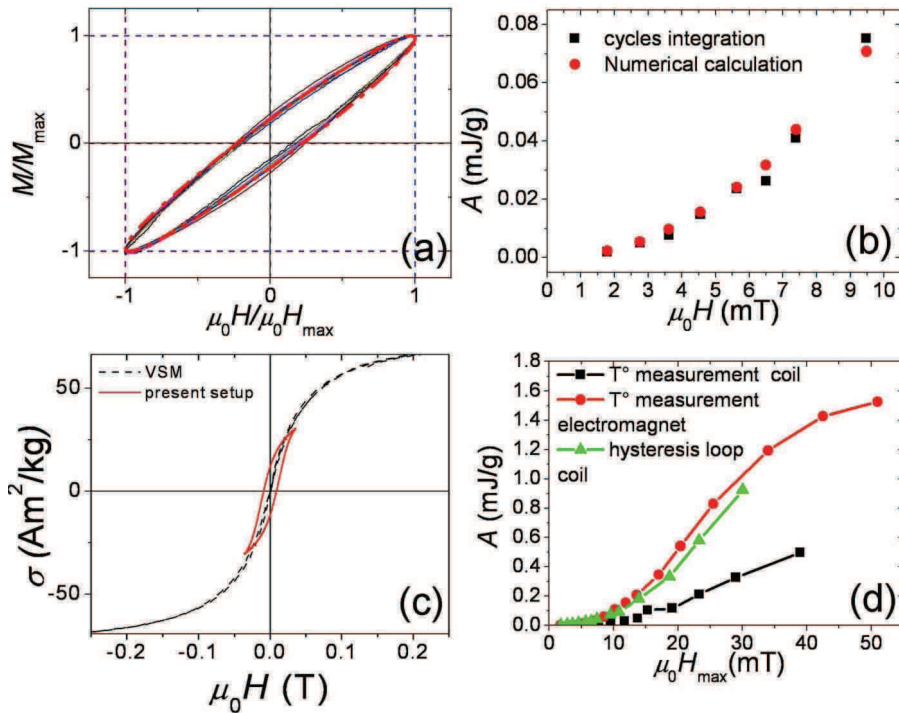 1
0
-1
M/M_max
-1
0
1
μ₀H/μ₀H_max
(a)
0.08
0.06
0.04
0.02
0.00
A (mJ/g)
cycles integration
Numerical calculation
0 1 2 3 4 5 6 7 8 9 10
μ₀H (mT)
(b)
50
0
-50
σ (Am²/kg)
VSM
present setup
-0.2 -0.1 0.0 0.1 0.2
μ₀H (T)
(c)
1.8
1.6
1.4
1.2
1.0
0.8
0.6
0.4
0.2
0.0
A (mJ/g)
T° measurement coil
T° measurement
electromagnet
hysteresis loop
coil
0 10 20 30 40 50
μ₀H_max(mT)
(d)